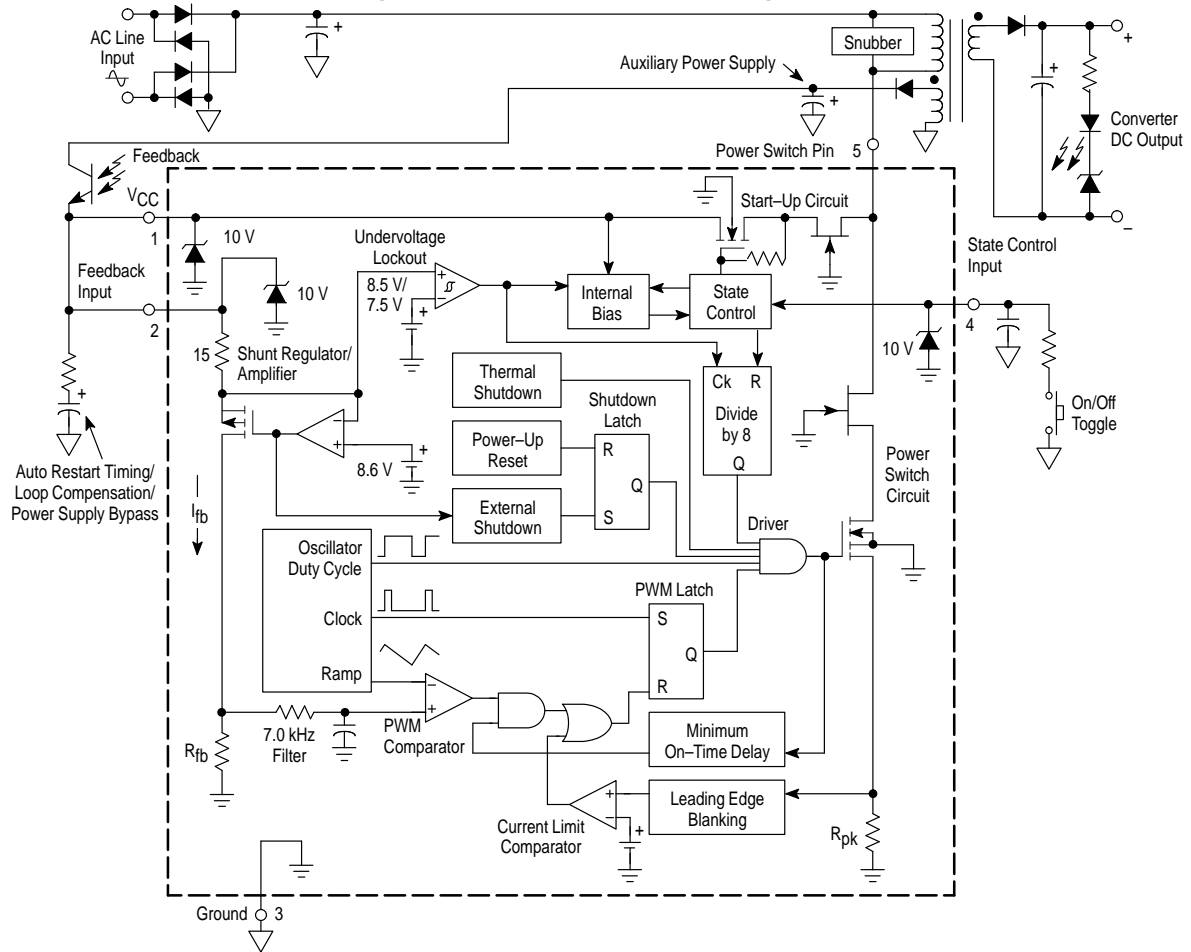 AC Line
Input
+
Snubber
+
Auxiliary Power Supply
+
+
Converter
DC Output
–
Feedback
Power Switch Pin
5
VCC
1
Start–Up Circuit
10 V
Undervoltage
Lockout
State Control
Input
Feedback
Input
2
10 V
8.5 V/
7.5 V
+
–
+
Internal
Bias
State
Control
4
10 V
15
Shunt Regulator/
Amplifier
Thermal
Shutdown
Ck
R
Divide
by 8
Q
On/Off
Toggle
+
–
+
+
8.6 V
Shutdown
Latch
Power–Up
Reset
R
Q
S
Power
Switch
Circuit
Auto Restart Timing/
Loop Compensation/
Power Supply Bypass
Ifb
External
Shutdown
Driver
Oscillator
Duty Cycle
PWM Latch
Clock
S
Q
R
Ramp
–
+
PWM
Comparator
7.0 kHz
Filter
Minimum
On–Time Delay
Rfb
+
–
+
Leading Edge
Blanking
Current Limit
Comparator
Rpk
Ground
3